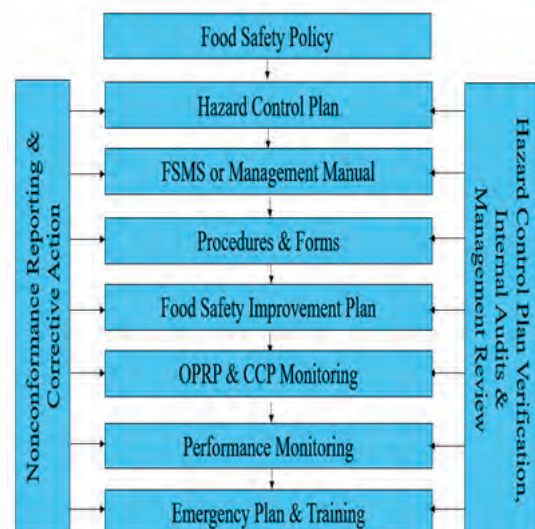 Food Safety Policy
Hazard Control Plan
FSMS or Management Manual
Procedures & Forms
Food Safety Improvement Plan
OPRP & CCP Monitoring
Performance Monitoring
Emergency Plan & Training
Nonconformance Reporting &
Corrective Action
Hazard Control Plan Verification,
Internal Audits &
Management Review